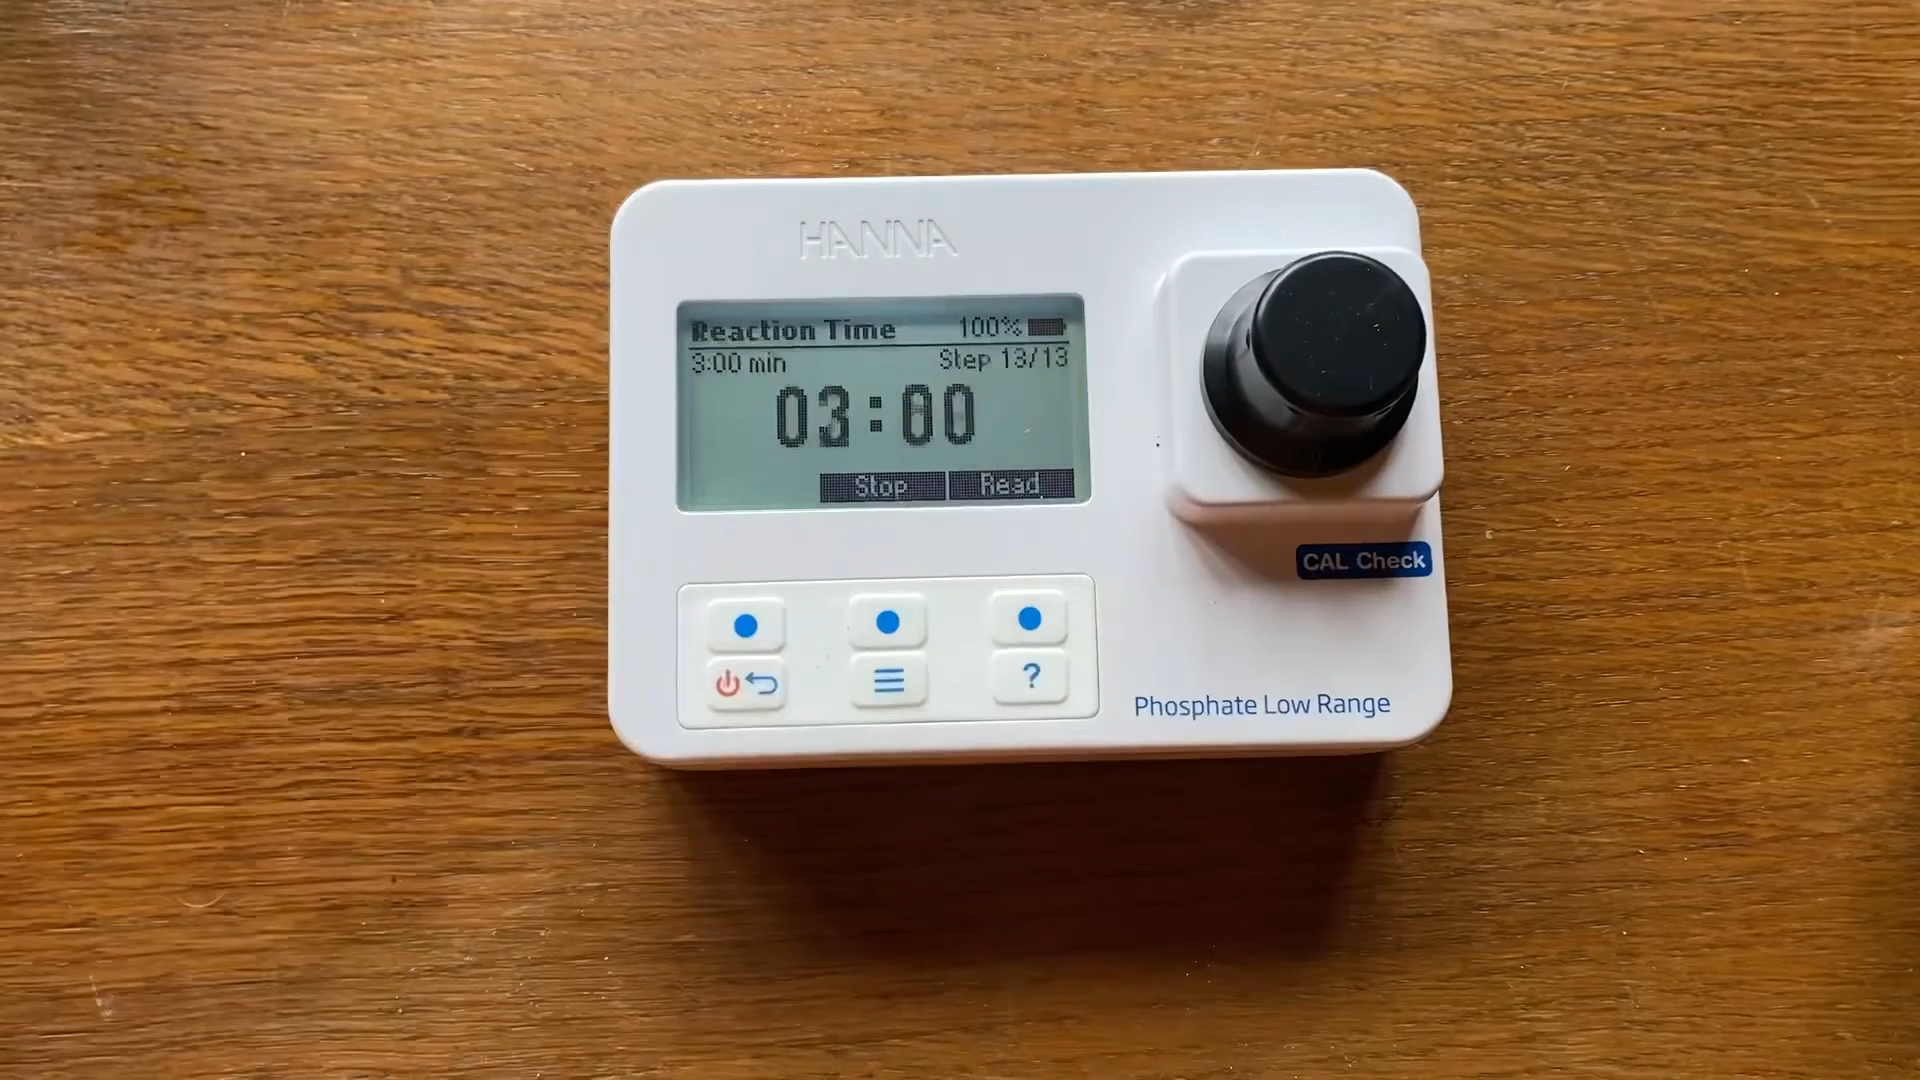 HANNA
Reaction Time 100%
3:00 min Step 13/13
03:00
Stop Read
CAL Check
?
Phosphate Low Range